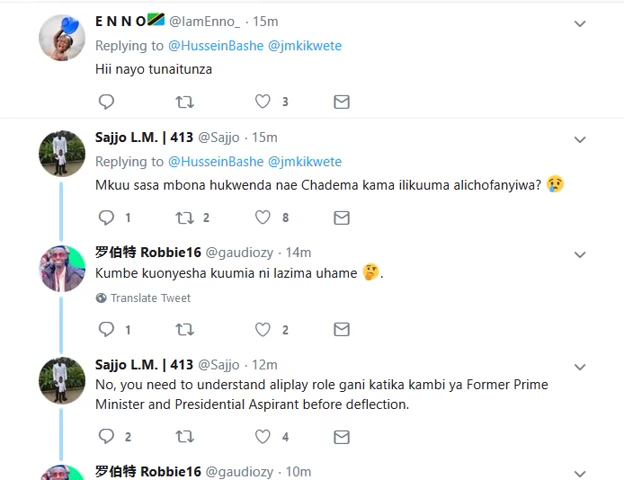 E N N O @IamEnno_ · 15m
Replying to @HusseinBashe @jmkikwete
Hii nayo tunaitunza
3
Sajjo L.M. | 413 @Sajjo · 15m
Replying to @HusseinBashe @jmkikwete
Mkuu sasa mbona hukwenda nae Chadema kama ilikuuma alichofanyiwa? 😢
1 2 8
罗伯特 Robbie16 @gaudiozy · 14m
Kumbe kuonyesha kuumia ni lazima uhame 🤔.
Translate Tweet
1 2
Sajjo L.M. | 413 @Sajjo · 12m
No, you need to understand aliplay role gani katika kambi ya Former Prime
Minister and Presidential Aspirant before deflection.
2 4
罗伯特 Robbie16 @gaudiozy · 10m